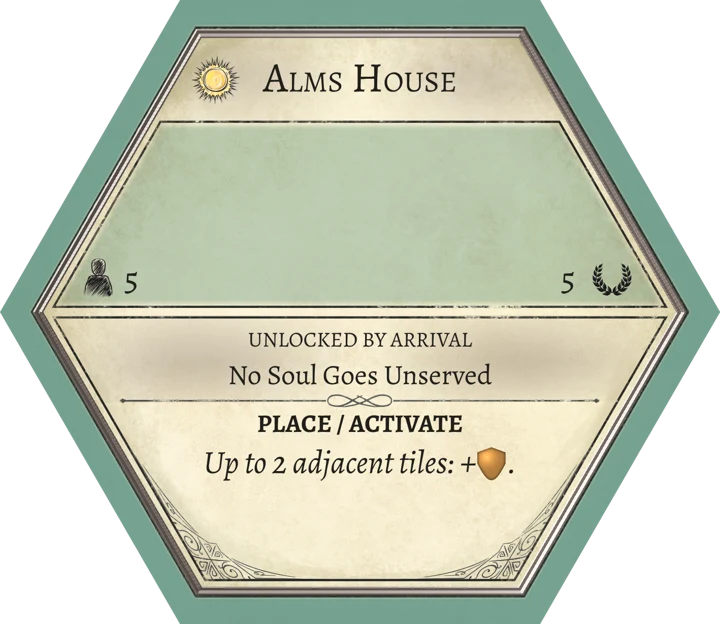 Alms House
5
5
UNLOCKED BY ARRIVAL
No Soul Goes Unserved
PLACE / ACTIVATE
Up to 2 adjacent tiles: + .